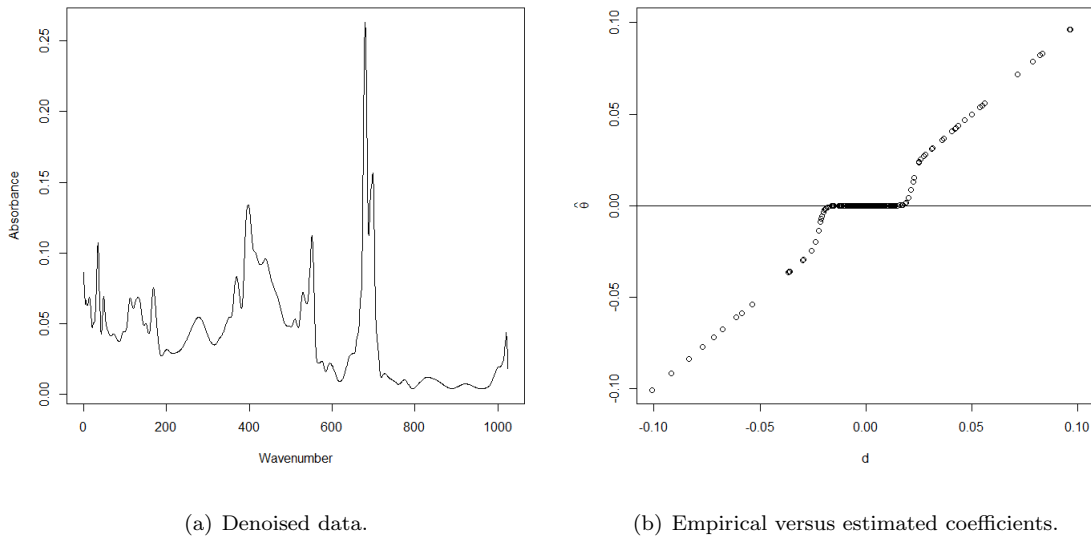 0.00 0.05 0.10 0.15 0.20 0.25
Absorbance
0 200 400 600 800 1000
Wavenumber
(a) Denoised data.
-0.10 -0.05 0.00 0.05 0.10
θ̂
-0.10 -0.05 0.00 0.05 0.10
d
(b) Empirical versus estimated coefficients.